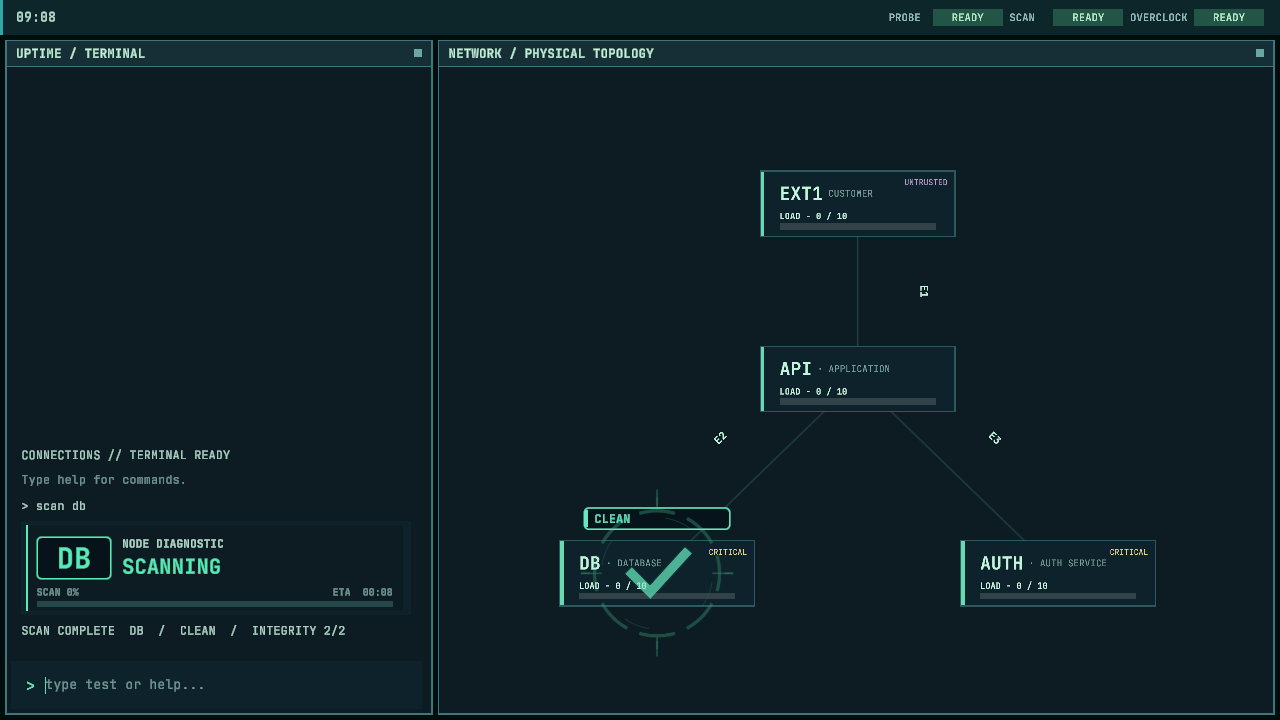 09:08
PROBE READY SCAN READY OVERCLOCK READY
UPTIME / TERMINAL
NETWORK / PHYSICAL TOPOLOGY
UNTRUSTED
EXT1 CUSTOMER
LOAD - 0 / 10
E1
API · APPLICATION
LOAD - 0 / 10
E2
E3
CLEAN
CRITICAL
DB · DATABASE
LOAD - 0 / 10
CRITICAL
AUTH · AUTH SERVICE
LOAD - 0 / 10
CONNECTIONS // TERMINAL READY
Type help for commands.
> scan db
DB
NODE DIAGNOSTIC
SCANNING
SCAN 0% ETA 00:08
SCAN COMPLETE DB / CLEAN / INTEGRITY 2/2
> type test or help...